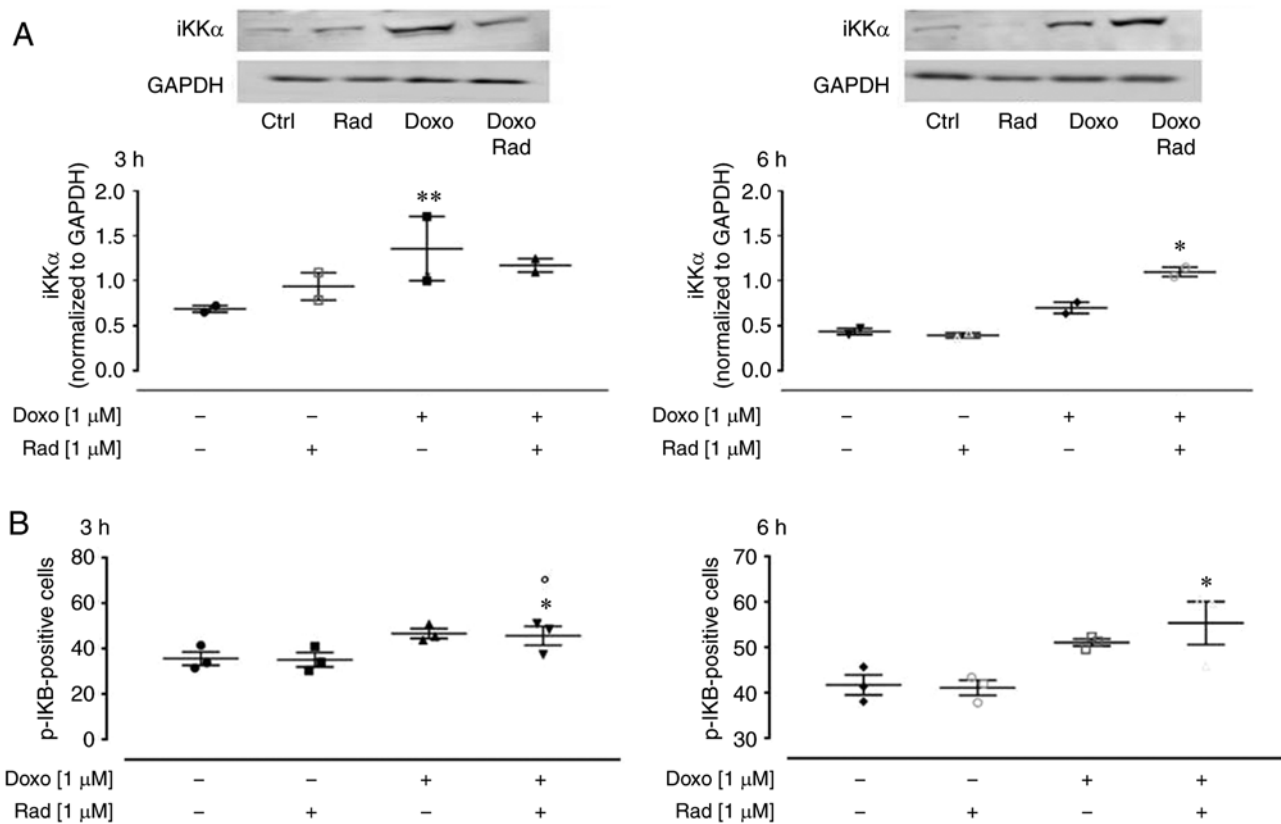 A
iKKα
GAPDH
Ctrl Rad Doxo Doxo
Rad
iKKα
GAPDH
Ctrl Rad Doxo Doxo
Rad
3 h
iKKα
(normalized to GAPDH)
2.0
1.5
1.0
0.5
0.0
**
Doxo [1 µM] – – + +
Rad [1 µM] – + – +
6 h
iKKα
(normalized to GAPDH)
2.0
1.5
1.0
0.5
0.0
*
Doxo [1 µM] – – + +
Rad [1 µM] – + – +
B
3 h
p-IKB-positive cells
80
60
40
20
0
°
*
Doxo [1 µM] – – + +
Rad [1 µM] – + – +
6 h
p-IKB-positive cells
70
60
50
40
30
*
Doxo [1 µM] – – + +
Rad [1 µM] – + – +